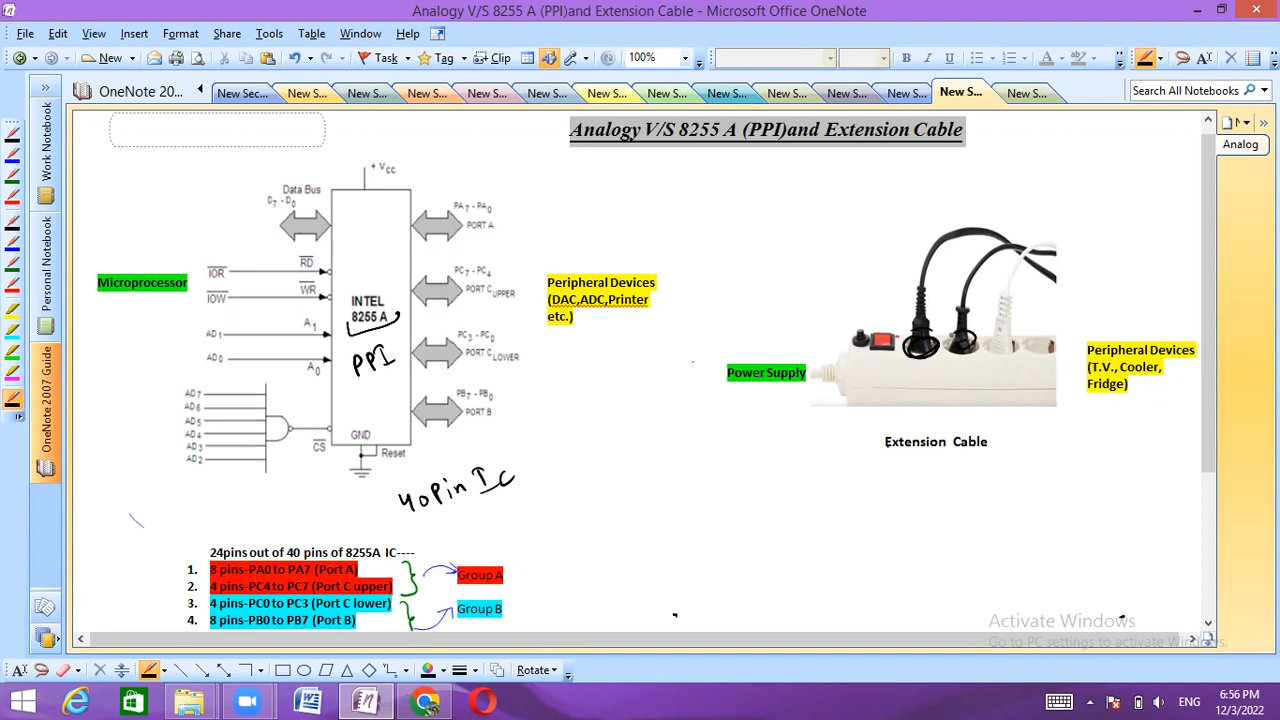 Analogy V/S 8255 A (PPI)and Extension Cable - Microsoft Office OneNote
File Edit View Insert Format Share Tools Table Window Help
New Task Tag Clip 100% B I U A ab
OneNote 20... New Sec... New S... New S... New S... New S... New S... New S... New S... New S... New S... New S... New S... New S... New S... Search All Notebooks
Work Notebook
Personal Notebook
OneNote 2007 Guide
Analog
Analogy V/S 8255 A (PPI)and Extension Cable
+ VCC
Data Bus
D7 - D0
PA7 - PA0
PORT A
Microprocessor
IOR RD
IOW WR
AD1 A1
AD0 A0
INTEL
8255 A
PPI
PC7 - PC4
PORT C UPPER
PC3 - PC0
PORT C LOWER
PB7 - PB0
PORT B
Peripheral Devices
(DAC,ADC,Printer
etc.)
AD7
AD6
AD5
AD4
AD3
AD2
CS
GND
Reset
40Pin IC
Power Supply
Peripheral Devices
(T.V., Cooler,
Fridge)
Extension Cable
24pins out of 40 pins of 8255A IC----
1. 8 pins-PA0 to PA7 (Port A)
2. 4 pins-PC4 to PC7 (Port C upper)
Group A
3. 4 pins-PC0 to PC3 (Port C lower)
4. 8 pins-PB0 to PB7 (Port B)
Group B
Activate Windows
Go to PC settings to activate Windows.
Rotate
ENG
6:56 PM
12/3/2022